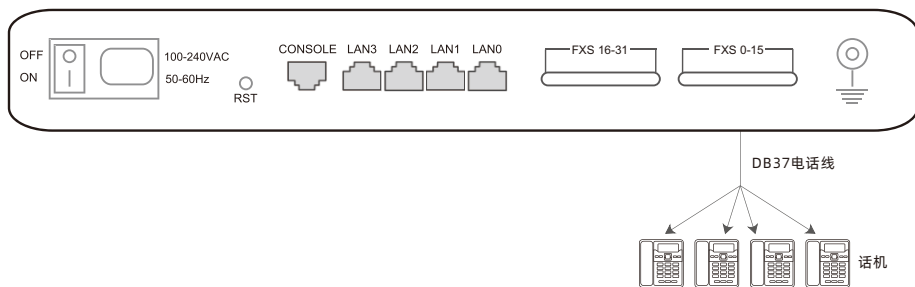 OFF
ON
100-240VAC
50-60Hz
RST
CONSOLE LAN3 LAN2 LAN1 LAN0
FXS 16-31
FXS 0-15
DB37电话线
话机